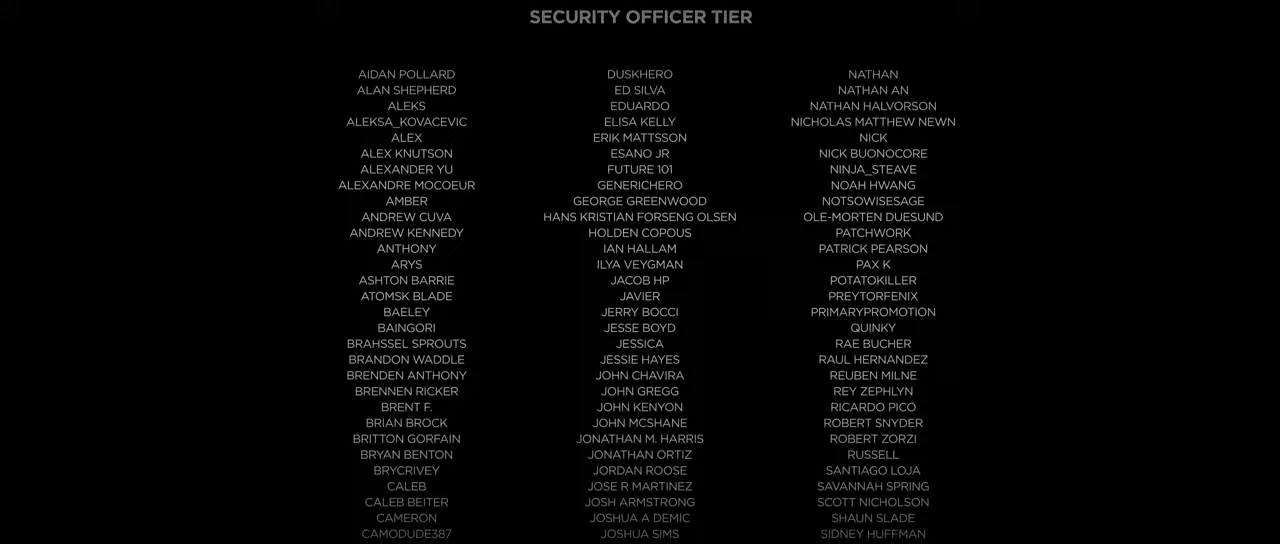 SECURITY OFFICER TIER
AIDAN POLLARD
ALAN SHEPHERD
ALEKS
ALEKSA_KOVACEVIC
ALEX
ALEX KNUTSON
ALEXANDER YU
ALEXANDRE MOCOEUR
AMBER
ANDREW CUVA
ANDREW KENNEDY
ANTHONY
ARYS
ASHTON BARRIE
ATOMSK BLADE
BAELEY
BAINGORI
BRAHSSEL SPROUTS
BRANDON WADDLE
BRENDEN ANTHONY
BRENNEN RICKER
BRENT F.
BRIAN BROCK
BRITTON GORFAIN
BRYAN BENTON
BRYCRIVEY
CALEB
CALEB BEITER
CAMERON
CAMODUDE387
DUSKHERO
ED SILVA
EDUARDO
ELISA KELLY
ERIK MATTSSON
ESANO JR
FUTURE 101
GENERICHERO
GEORGE GREENWOOD
HANS KRISTIAN FORSENG OLSEN
HOLDEN COPOUS
IAN HALLAM
ILYA VEYGMAN
JACOB HP
JAVIER
JERRY BOCCI
JESSE BOYD
JESSICA
JESSIE HAYES
JOHN CHAVIRA
JOHN GREGG
JOHN KENYON
JOHN MCSHANE
JONATHAN M. HARRIS
JONATHAN ORTIZ
JORDAN ROOSE
JOSE R MARTINEZ
JOSH ARMSTRONG
JOSHUA A DEMIC
JOSHUA SIMS
NATHAN
NATHAN AN
NATHAN HALVORSON
NICHOLAS MATTHEW NEWN
NICK
NICK BUONOCORE
NINJA_STEAVE
NOAH HWANG
NOTSOWISESAGE
OLE-MORTEN DUESUND
PATCHWORK
PATRICK PEARSON
PAX K
POTATOKILLER
PREYTORFENIX
PRIMARYPROMOTION
QUINKY
RAE BUCHER
RAUL HERNANDEZ
REUBEN MILNE
REY ZEPHLYN
RICARDO PICO
ROBERT SNYDER
ROBERT ZORZI
RUSSELL
SANTIAGO LOJA
SAVANNAH SPRING
SCOTT NICHOLSON
SHAUN SLADE
SIDNEY HUFFMAN